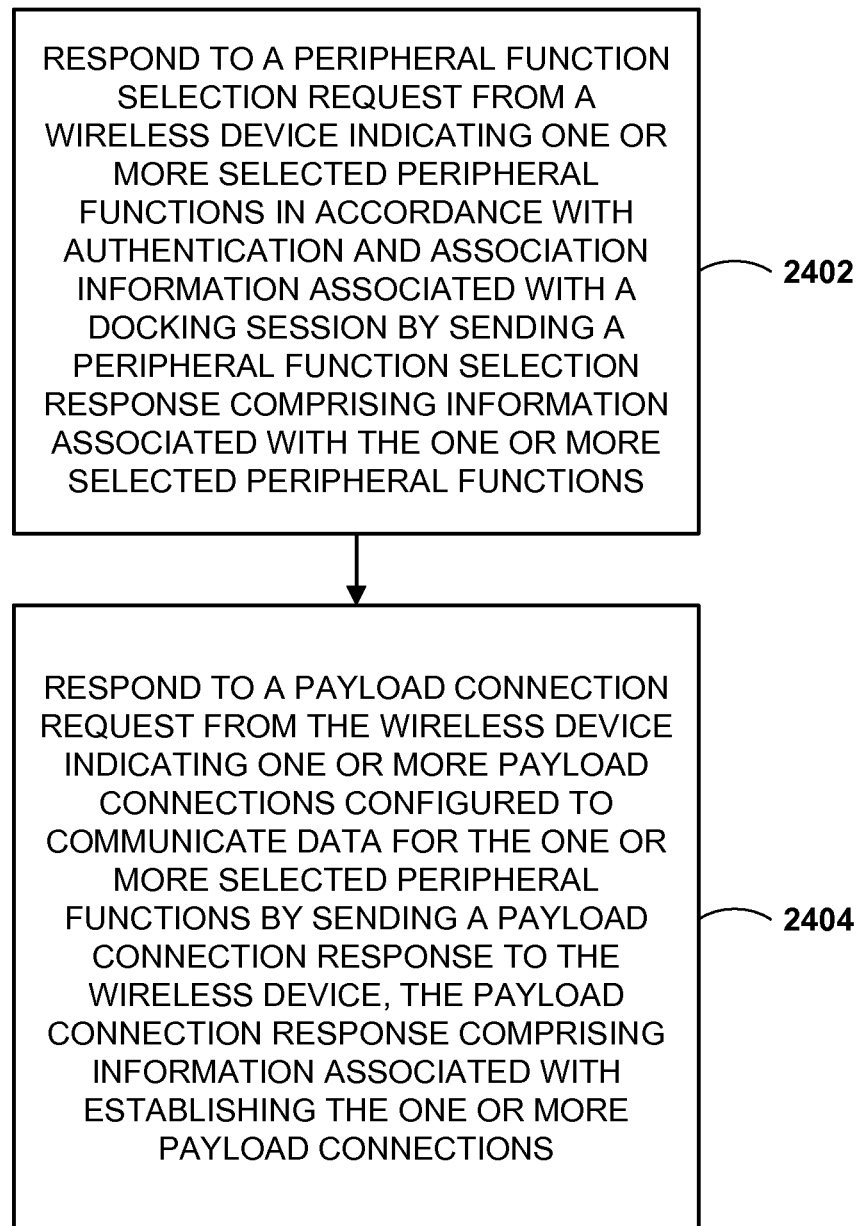 RESPOND TO A PERIPHERAL FUNCTION
SELECTION REQUEST FROM A
WIRELESS DEVICE INDICATING ONE OR
MORE SELECTED PERIPHERAL
FUNCTIONS IN ACCORDANCE WITH
AUTHENTICATION AND ASSOCIATION
INFORMATION ASSOCIATED WITH A
DOCKING SESSION BY SENDING A
PERIPHERAL FUNCTION SELECTION
RESPONSE COMPRISING INFORMATION
ASSOCIATED WITH THE ONE OR MORE
SELECTED PERIPHERAL FUNCTIONS
2402
RESPOND TO A PAYLOAD CONNECTION
REQUEST FROM THE WIRELESS DEVICE
INDICATING ONE OR MORE PAYLOAD
CONNECTIONS CONFIGURED TO
COMMUNICATE DATA FOR THE ONE OR
MORE SELECTED PERIPHERAL
FUNCTIONS BY SENDING A PAYLOAD
CONNECTION RESPONSE TO THE
WIRELESS DEVICE, THE PAYLOAD
CONNECTION RESPONSE COMPRISING
INFORMATION ASSOCIATED WITH
ESTABLISHING THE ONE OR MORE
PAYLOAD CONNECTIONS
2404